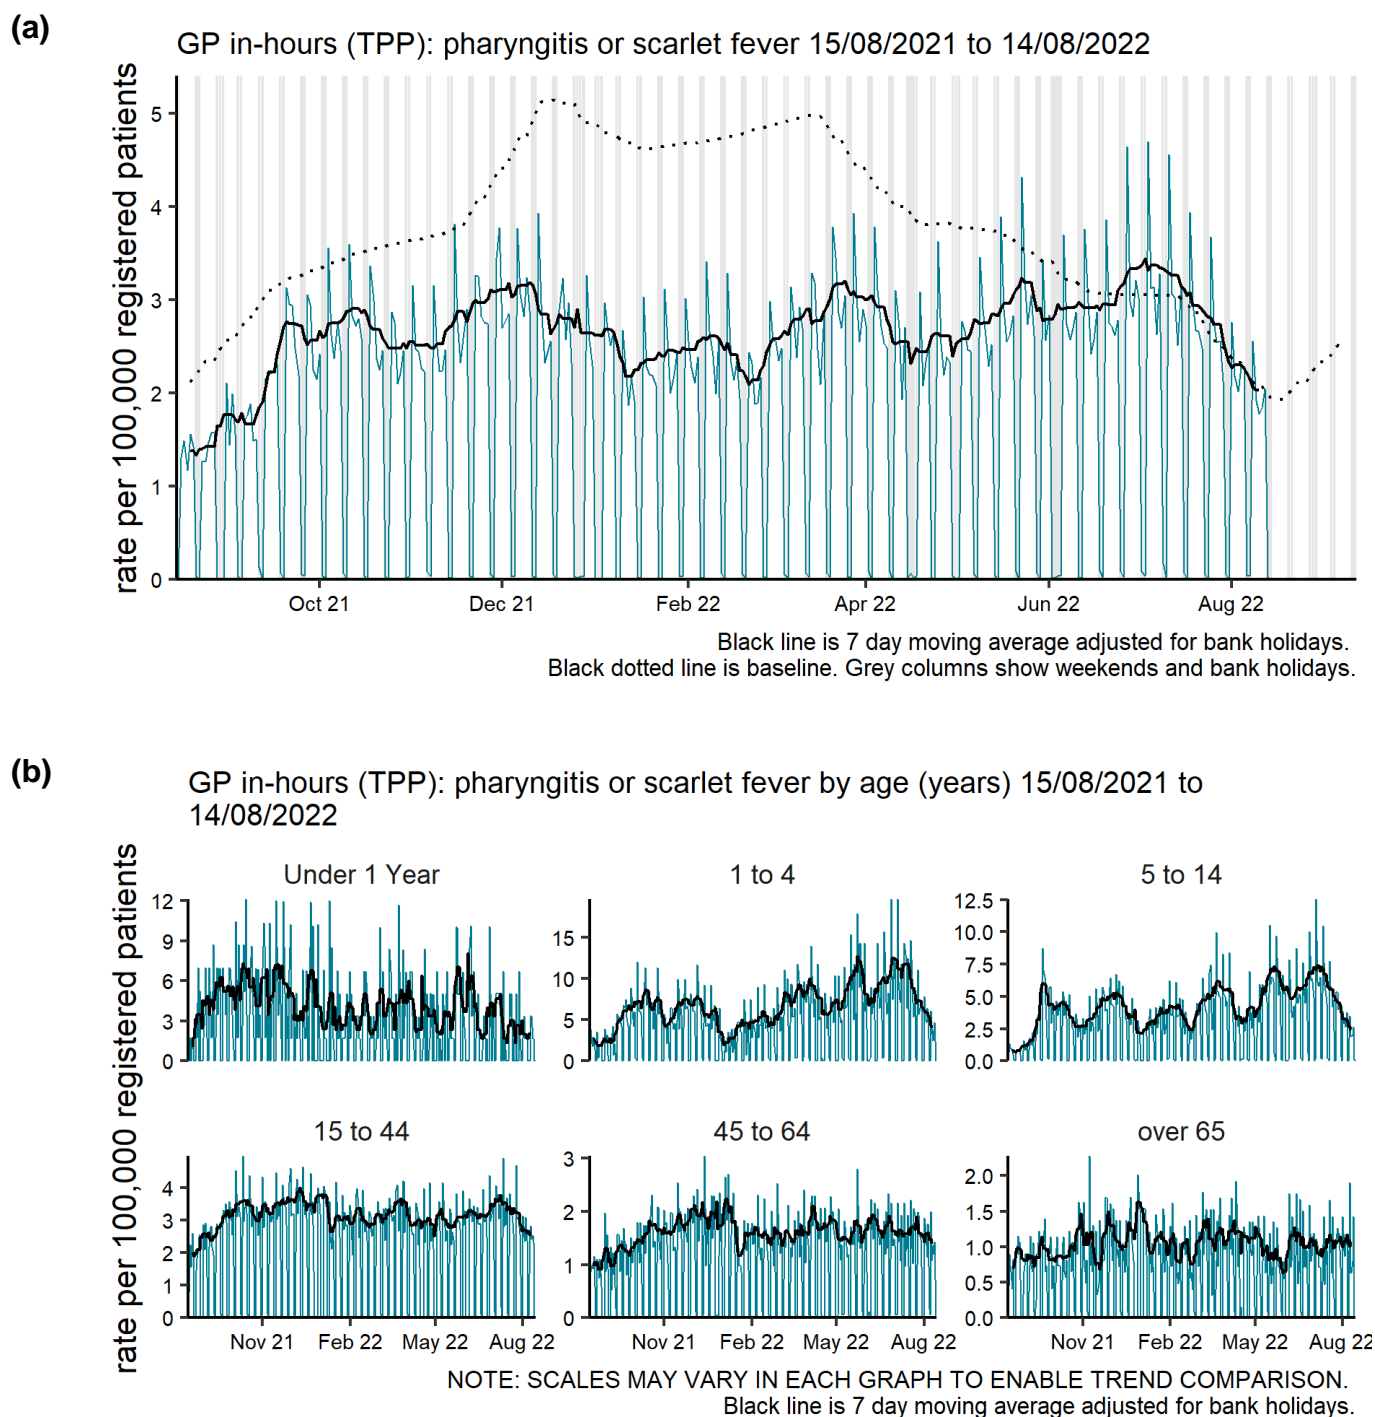 (a)
GP in-hours (TPP): pharyngitis or scarlet fever 15/08/2021 to 14/08/2022
rate per 100,000 registered patients
5
4
3
2
1
0
Oct 21 Dec 21 Feb 22 Apr 22 Jun 22 Aug 22
Black line is 7 day moving average adjusted for bank holidays.
Black dotted line is baseline. Grey columns show weekends and bank holidays.
(b)
GP in-hours (TPP): pharyngitis or scarlet fever by age (years) 15/08/2021 to
14/08/2022
rate per 100,000 registered patients
Under 1 Year
12
9
6
3
0
1 to 4
15
10
5
0
5 to 14
12.5
10.0
7.5
5.0
2.5
0.0
15 to 44
4
3
2
1
0
Nov 21 Feb 22 May 22 Aug 22
45 to 64
3
2
1
0
Nov 21 Feb 22 May 22 Aug 22
over 65
2.0
1.5
1.0
0.5
0.0
Nov 21 Feb 22 May 22 Aug 22
NOTE: SCALES MAY VARY IN EACH GRAPH TO ENABLE TREND COMPARISON.
Black line is 7 day moving average adjusted for bank holidays.